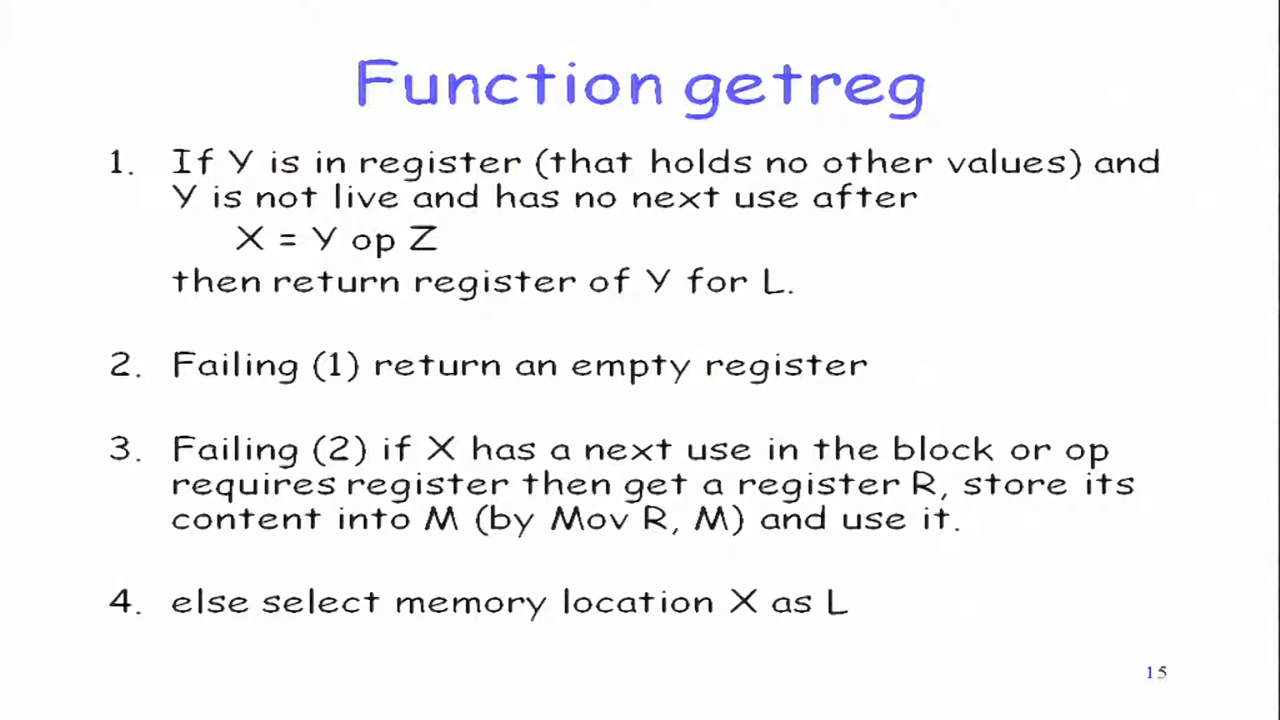 Function getreg
1. If Y is in register (that holds no other values) and
Y is not live and has no next use after
X = Y op Z
then return register of Y for L.
2. Failing (1) return an empty register
3. Failing (2) if X has a next use in the block or op
requires register then get a register R, store its
content into M (by Mov R, M) and use it.
4. else select memory location X as L
15